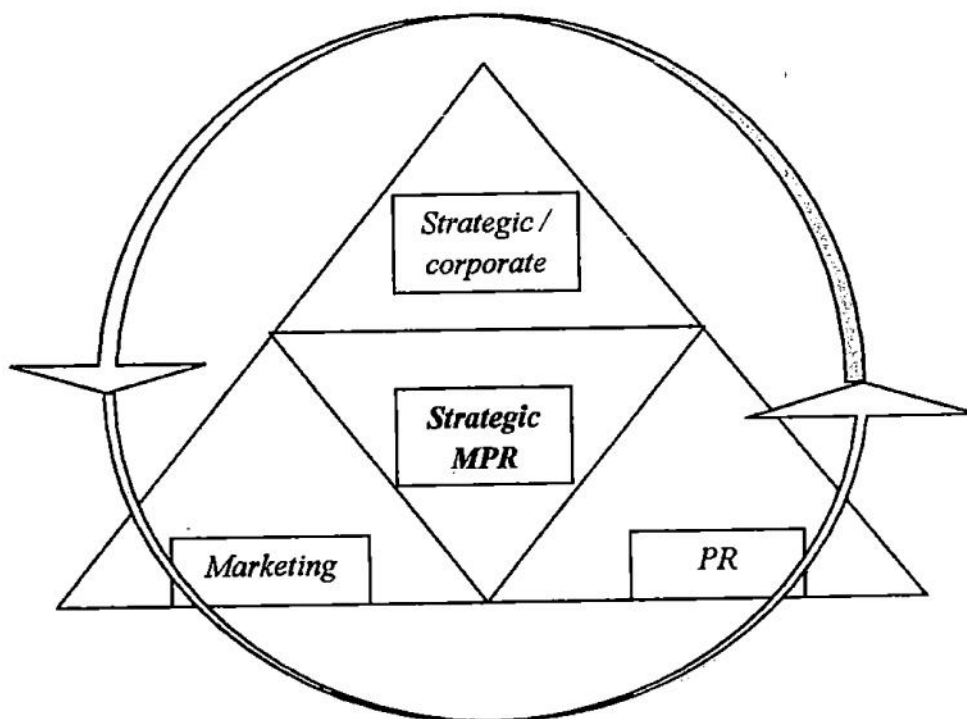 Strategic /
corporate
Strategic
MPR
Marketing
PR